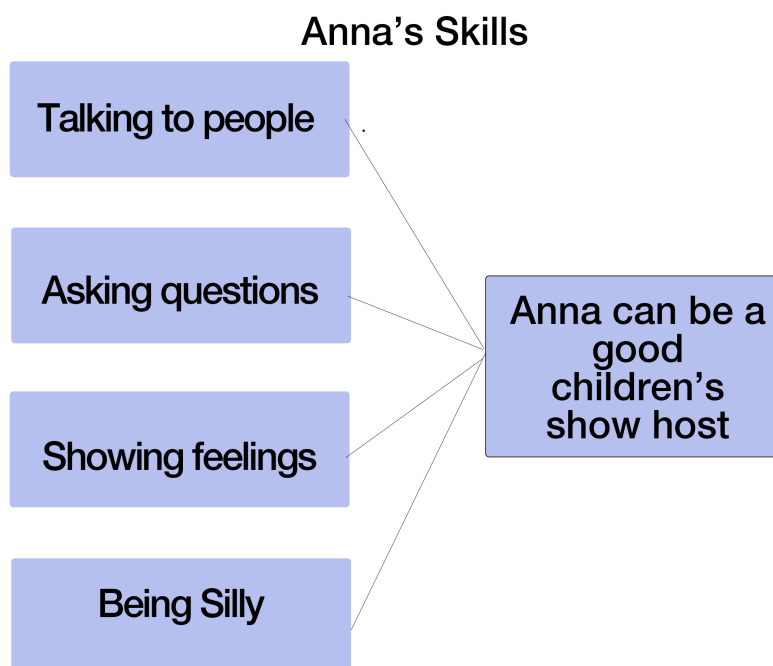 Anna’s Skills
Talking to people
.
Asking questions
Showing feelings
Being Silly
Anna can be a
good
children’s
show host